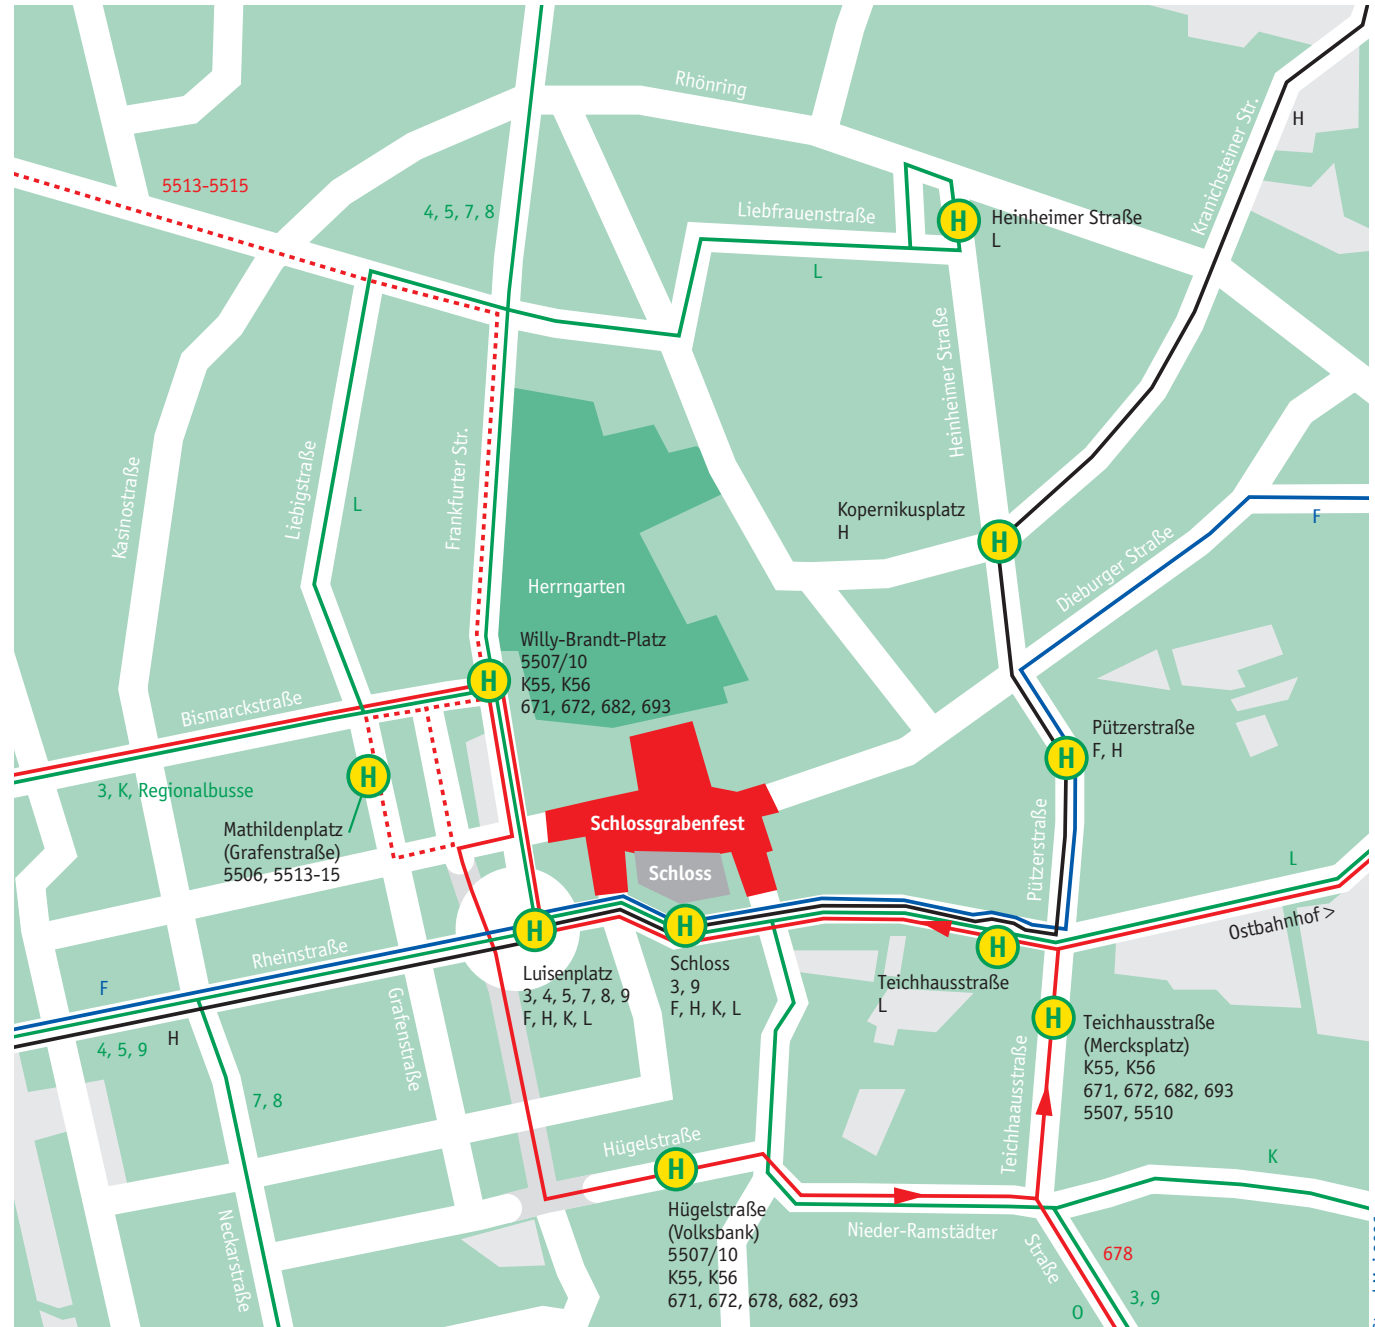 Rhönring
5513-5515
4, 5, 7, 8
Liebfrauenstraße
H
Heinheimer Straße
L
L
Kranichsteiner Str.
H
Heinheimer Straße
Kasinostraße
Liebigstraße
L
Frankfurter Str.
Kopernikusplatz
H
H
F
Dieburger Straße
Herrngarten
Willy-Brandt-Platz
5507/10
K55, K56
671, 672, 682, 693
H
Bismarckstraße
3, K, Regionalbusse
H
Mathildenplatz
(Grafenstraße)
5506, 5513-15
Pützerstraße
F, H
H
Pützerstraße
Schlossgrabenfest
Schloss
L
Ostbahnhof >
Rheinstraße
F
H
4, 5, 9
H
Luisenplatz
3, 4, 5, 7, 8, 9
F, H, K, L
H
Schloss
3, 9
F, H, K, L
H
Teichhausstraße
L
H
Teichhausstraße
(Mercksplatz)
K55, K56
671, 672, 682, 693
5507, 5510
Grafenstraße
7, 8
Teichhaausstraße
Hügelstraße
H
Hügelstraße
(Volksbank)
5507/10
K55, K56
671, 672, 678, 682, 693
K
Nieder-Ramstädter
Straße
Neckarstraße
678
3, 9
O